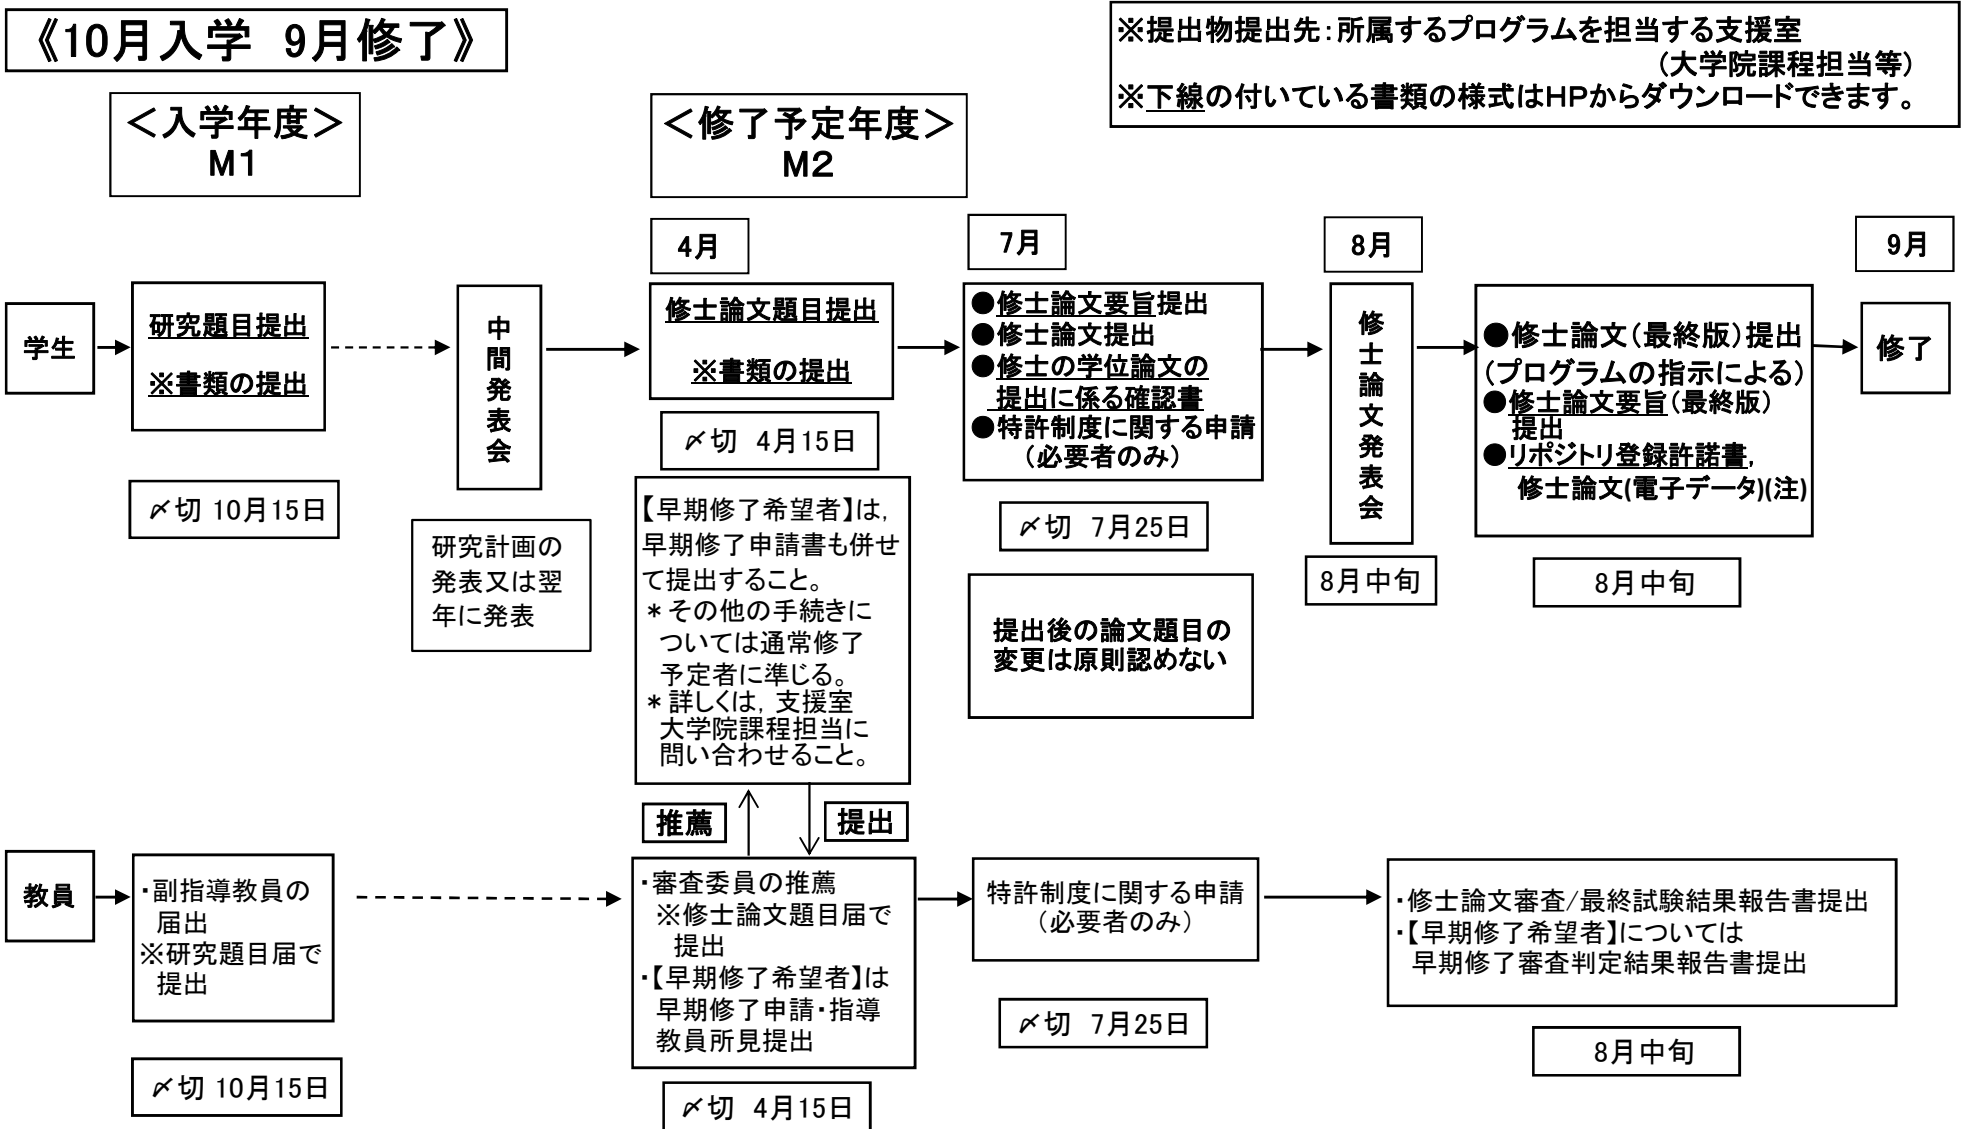 《10月入学　9月修了》
※提出物提出先：所属するプログラムを担当する支援室
（大学院課程担当等）
※下線の付いている書類の様式はHPからダウンロードできます。
＜入学年度＞
M1
＜修了予定年度＞
M2
4月
7月
8月
9月
学生
研究題目提出
※書類の提出
〆切 10月15日
中間発表会
研究計画の
発表又は翌
年に発表
修士論文題目提出
※書類の提出
〆切　4月15日
【早期修了希望者】は，
早期修了申請書も併せ
て提出すること。
＊その他の手続きに
ついては通常修了
予定者に準じる。
＊詳しくは，支援室
大学院課程担当に
問い合わせること。
●修士論文要旨提出
●修士論文提出
●修士の学位論文の
提出に係る確認書
●特許制度に関する申請
（必要者のみ）
〆切　7月25日
提出後の論文題目の
変更は原則認めない
修士論文発表会
8月中旬
●修士論文（最終版）提出
（プログラムの指示による）
●修士論文要旨（最終版）
提出
●リポジトリ登録許諾書，
修士論文(電子データ)(注)
8月中旬
修了
推薦
提出
教員
・副指導教員の
届出
※研究題目届で
提出
〆切 10月15日
・審査委員の推薦
※修士論文題目届で
提出
・【早期修了希望者】は
早期修了申請・指導
教員所見提出
〆切　4月15日
特許制度に関する申請
（必要者のみ）
〆切　7月25日
・修士論文審査/最終試験結果報告書提出
・【早期修了希望者】については
早期修了審査判定結果報告書提出
8月中旬